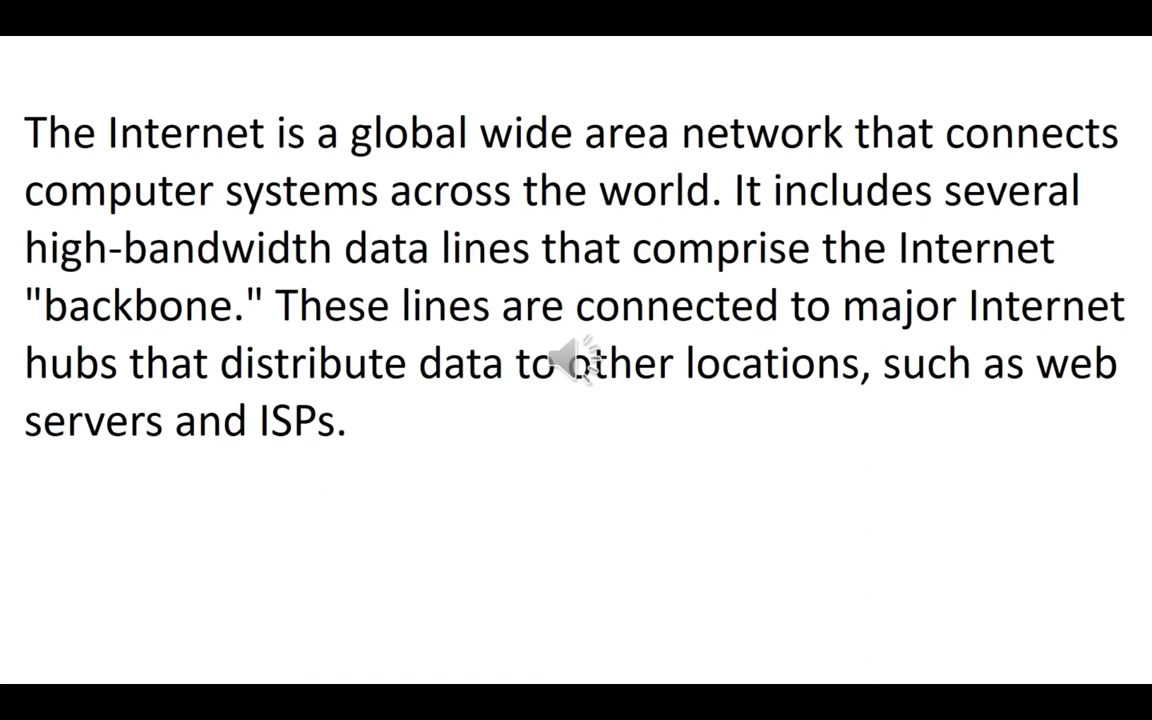 The Internet is a global wide area network that connects
computer systems across the world. It includes several
high-bandwidth data lines that comprise the Internet
"backbone." These lines are connected to major Internet
hubs that distribute data to other locations, such as web
servers and ISPs.